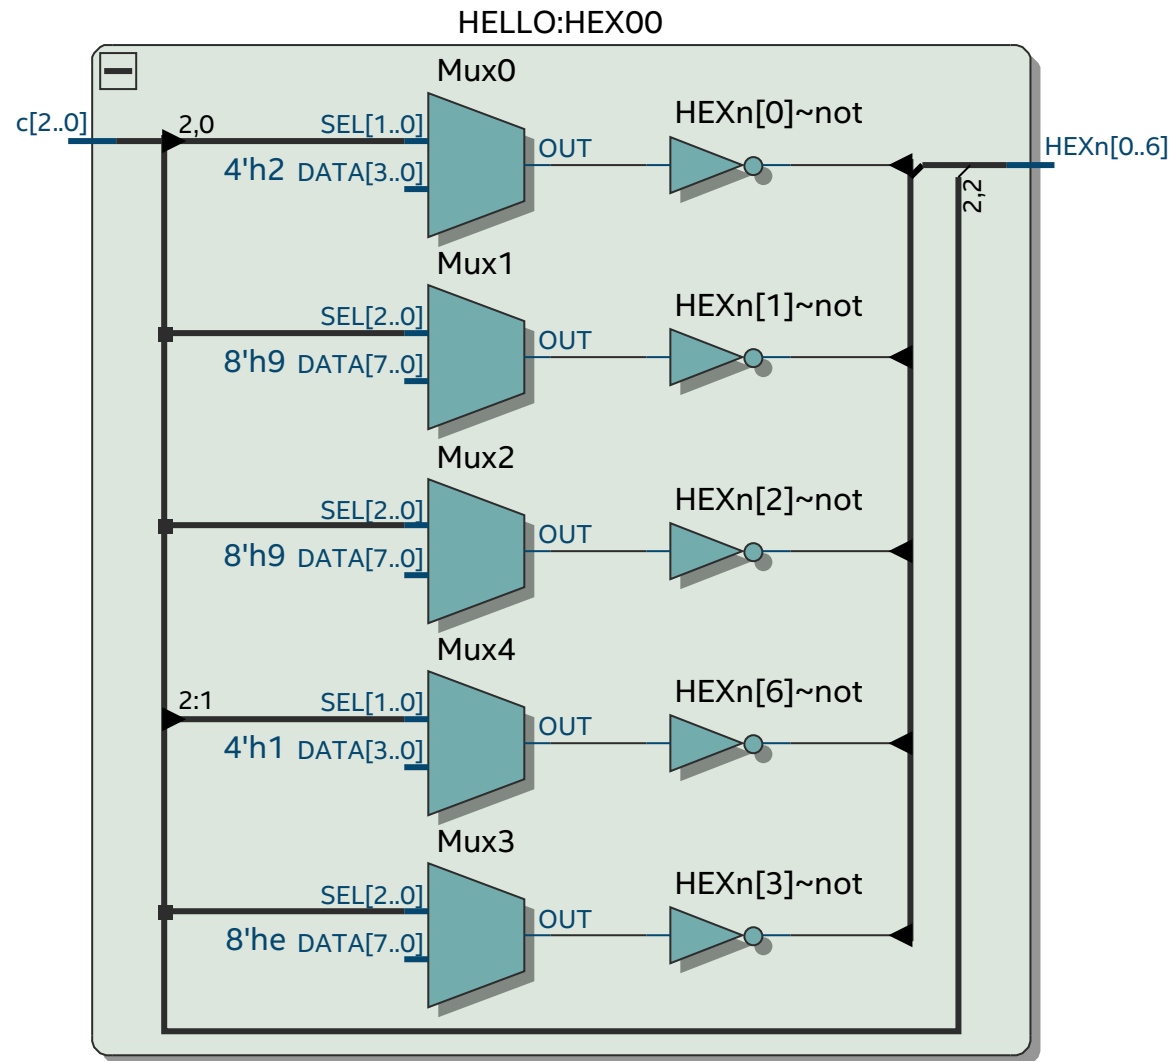 HELLO:HEX00
c[2..0]
2,0
Mux0
SEL[1..0]
4'h2 DATA[3..0]
OUT
HEXn[0]~not
HEXn[0..6]
2,2
Mux1
SEL[2..0]
8'h9 DATA[7..0]
OUT
HEXn[1]~not
Mux2
SEL[2..0]
8'h9 DATA[7..0]
OUT
HEXn[2]~not
Mux4
2:1
SEL[1..0]
4'h1 DATA[3..0]
OUT
HEXn[6]~not
Mux3
SEL[2..0]
8'he DATA[7..0]
OUT
HEXn[3]~not